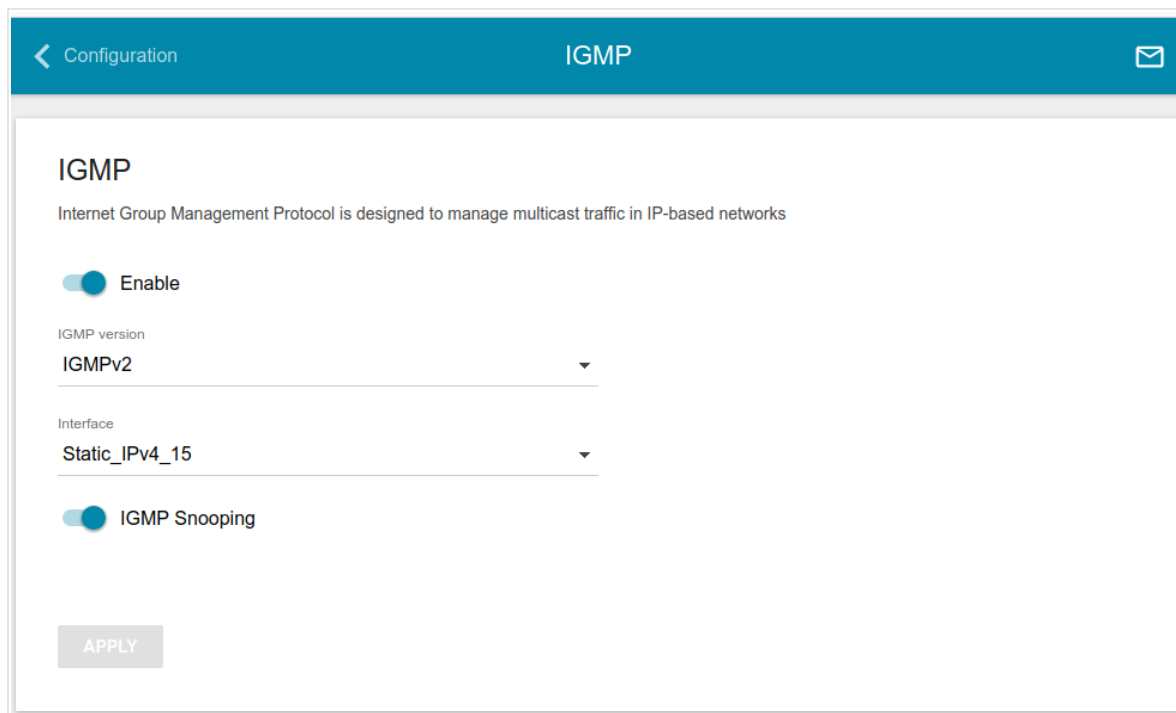 Configuration
IGMP
IGMP
Internet Group Management Protocol is designed to manage multicast traffic in IP-based networks
Enable
IGMP version
IGMPv2
Interface
Static_IPv4_15
IGMP Snooping
APPLY